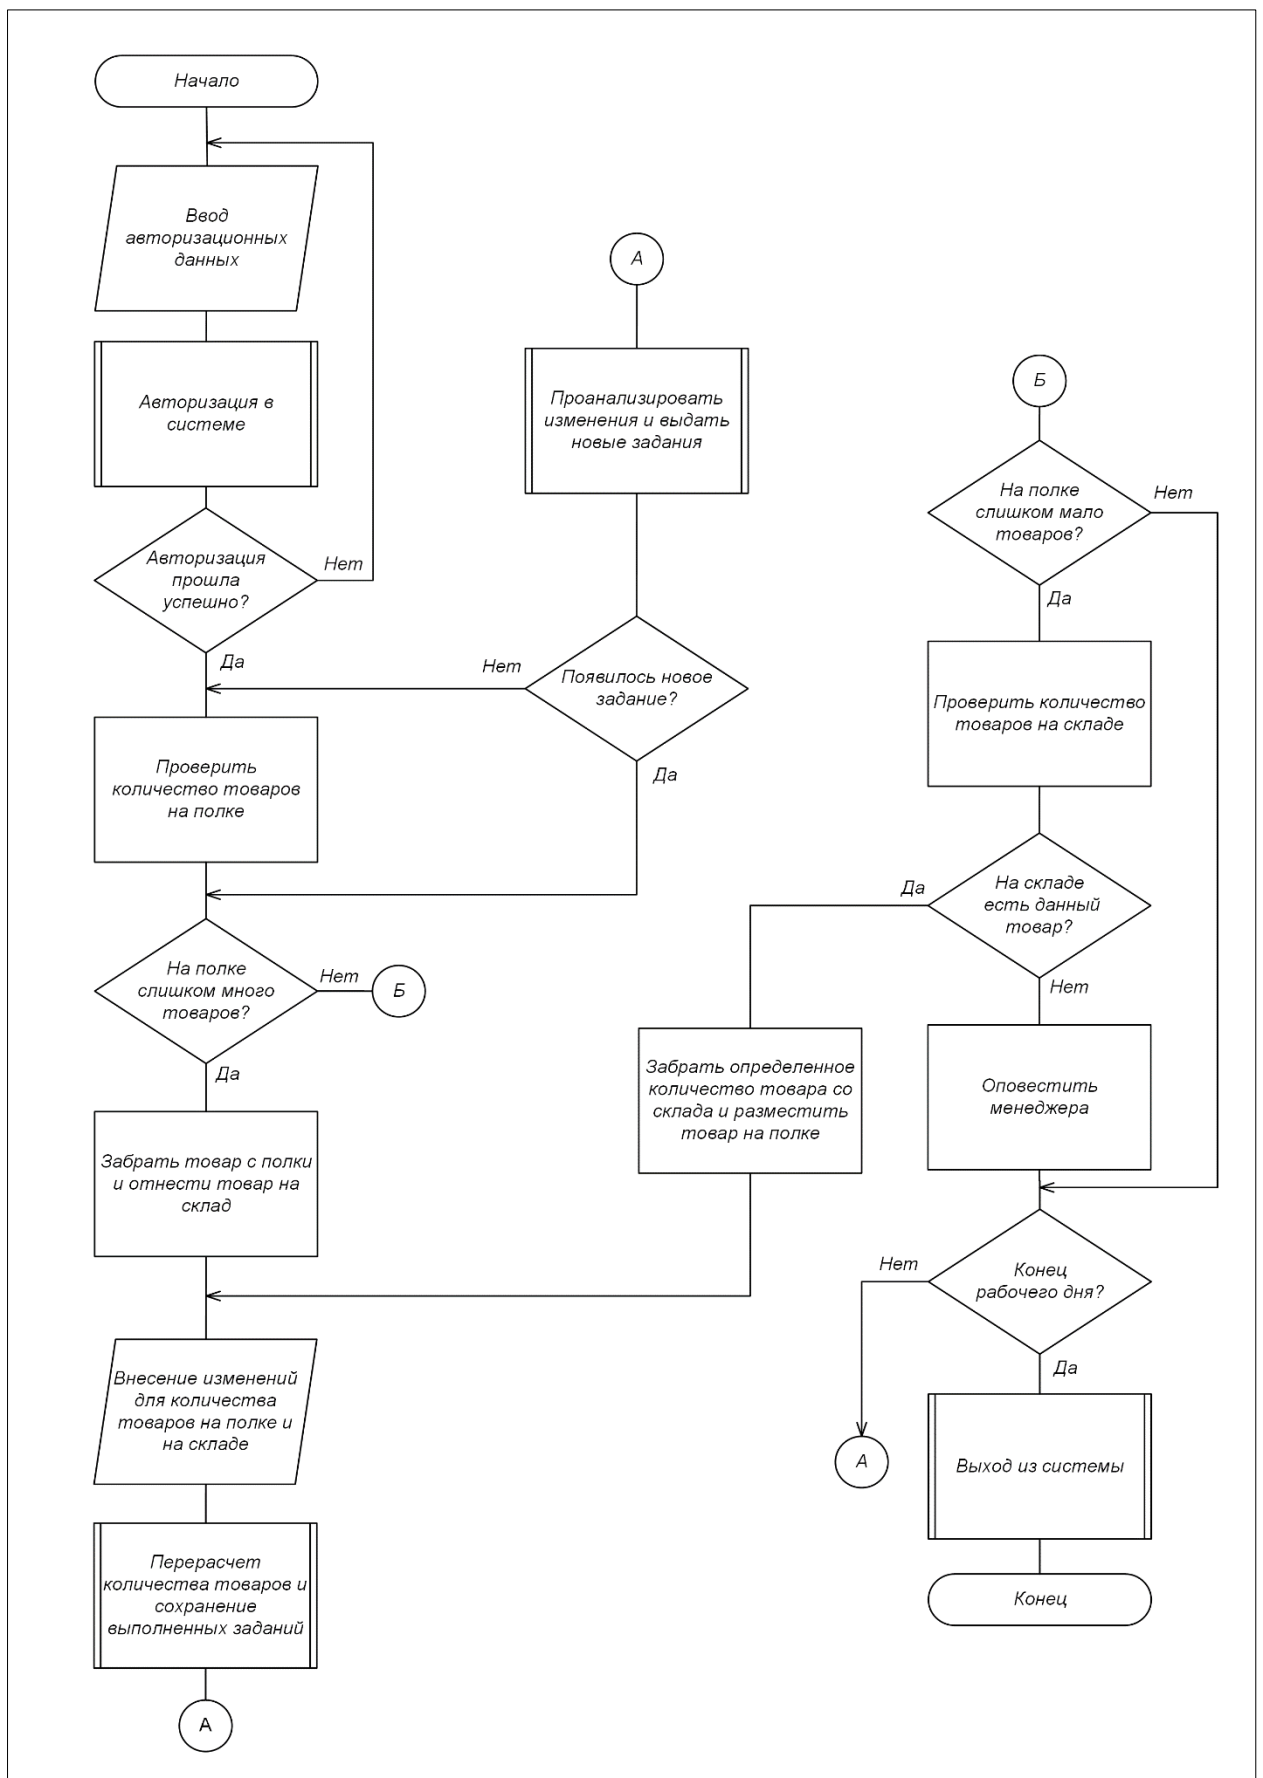 Начало
Ввод
авторизационных
данных
Авторизация в
системе
Авторизация
прошла
успешно?
Нет
Да
Проверить
количество товаров
на полке
На полке
слишком много
товаров?
Нет
Б
Да
Забрать товар с полки
и отнести товар на
склад
Внесение изменений
для количества
товаров на полке и
на складе
Перерасчет
количества товаров и
сохранение
выполненных заданий
А
А
Проанализировать
изменения и выдать
новые задания
Появилось новое
задание?
Нет
Да
Забрать определенное
количество товара со
склада и разместить
товар на полке
Б
На полке
слишком мало
товаров?
Нет
Да
Проверить количество
товаров на складе
На складе
есть данный
товар?
Да
Нет
Оповестить
менеджера
Конец
рабочего дня?
Нет
А
Да
Выход из системы
Конец